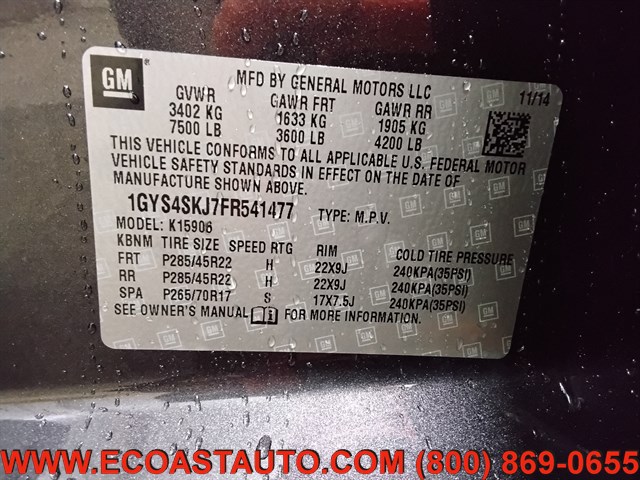 GM
MFD BY GENERAL MOTORS LLC
11/14
GVWR GAWR FRT GAWR RR
3402 KG 1633 KG 1905 KG
7500 LB 3600 LB 4200 LB
THIS VEHICLE CONFORMS TO ALL APPLICABLE U.S. FEDERAL MOTOR
VEHICLE SAFETY STANDARDS IN EFFECT ON THE DATE OF
MANUFACTURE SHOWN ABOVE.
1GYS4SKJ7FR541477 TYPE: M.P.V.
MODEL: K15906
KBNM TIRE SIZE SPEED RTG RIM COLD TIRE PRESSURE
FRT P285/45R22 H 22X9J 240KPA(35PSI)
RR P285/45R22 H 22X9J 240KPA(35PSI)
SPA P265/70R17 S 17X7.5J 240KPA(35PSI)
SEE OWNER'S MANUAL FOR MORE INFORMATION
WWW.ECOASTAUTO.COM (800) 869-0655